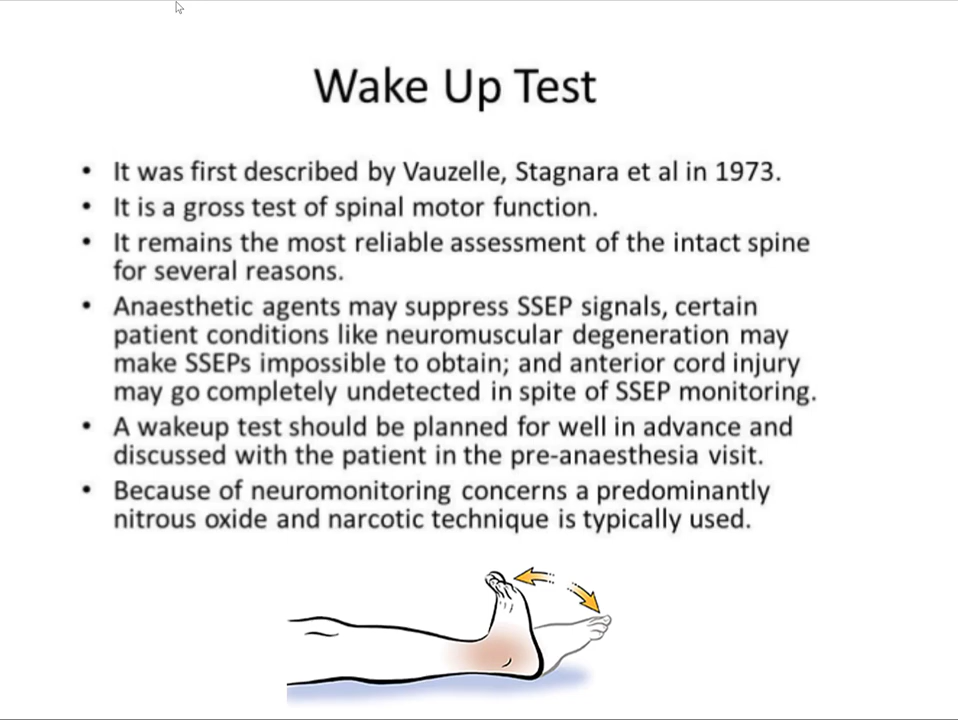 Wake Up Test
• It was first described by Vauzelle, Stagnara et al in 1973.
• It is a gross test of spinal motor function.
• It remains the most reliable assessment of the intact spine
for several reasons.
• Anaesthetic agents may suppress SSEP signals, certain
patient conditions like neuromuscular degeneration may
make SSEPs impossible to obtain; and anterior cord injury
may go completely undetected in spite of SSEP monitoring.
• A wakeup test should be planned for well in advance and
discussed with the patient in the pre-anaesthesia visit.
• Because of neuromonitoring concerns a predominantly
nitrous oxide and narcotic technique is typically used.